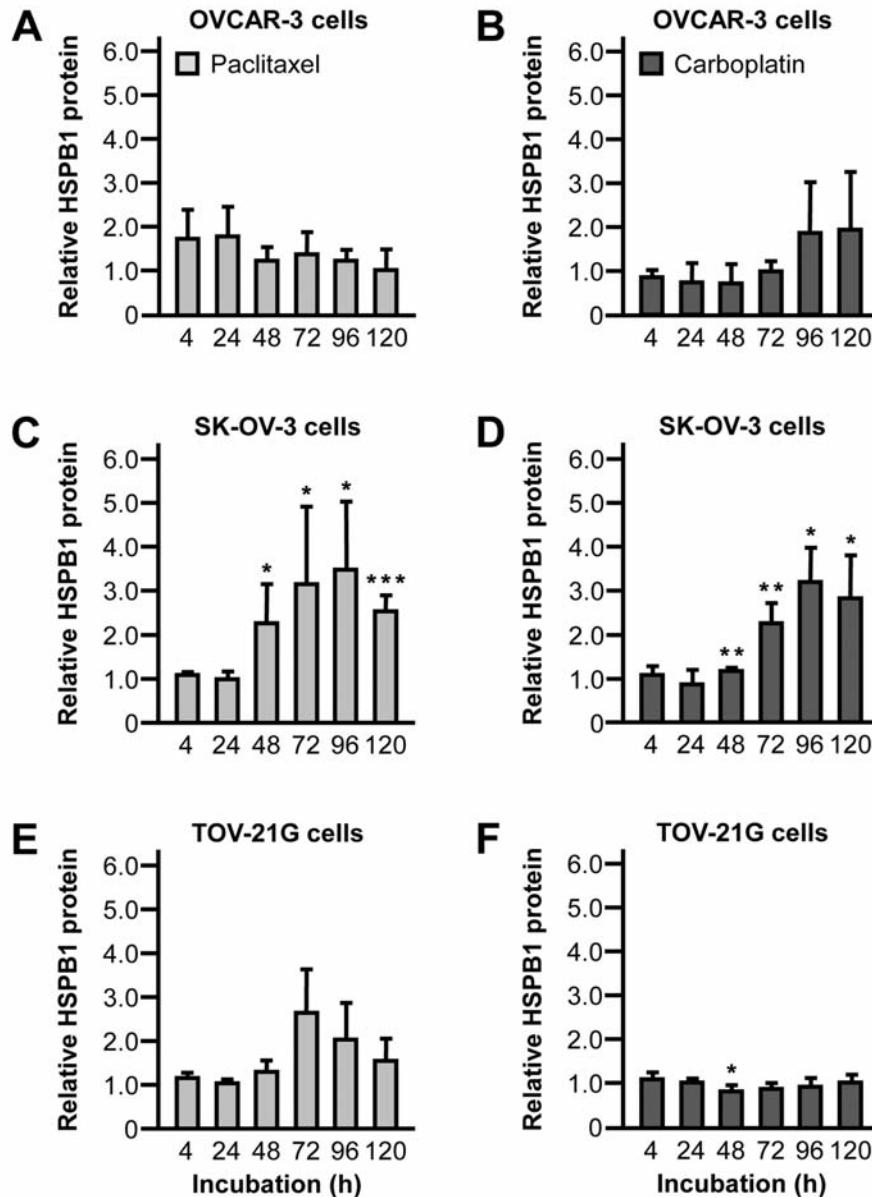 A
OVCAR-3 cells
Relative HSPB1 protein
6.0
5.0
4.0
3.0
2.0
1.0
0
Paclitaxel
4 24 48 72 96 120
B
OVCAR-3 cells
Relative HSPB1 protein
6.0
5.0
4.0
3.0
2.0
1.0
0
Carboplatin
4 24 48 72 96 120
C
SK-OV-3 cells
Relative HSPB1 protein
6.0
5.0
4.0
3.0
2.0
1.0
0
* * * ***
4 24 48 72 96 120
D
SK-OV-3 cells
Relative HSPB1 protein
6.0
5.0
4.0
3.0
2.0
1.0
0
** ** * *
4 24 48 72 96 120
E
TOV-21G cells
Relative HSPB1 protein
6.0
5.0
4.0
3.0
2.0
1.0
0
4 24 48 72 96 120
Incubation (h)
F
TOV-21G cells
Relative HSPB1 protein
6.0
5.0
4.0
3.0
2.0
1.0
0
*
4 24 48 72 96 120
Incubation (h)